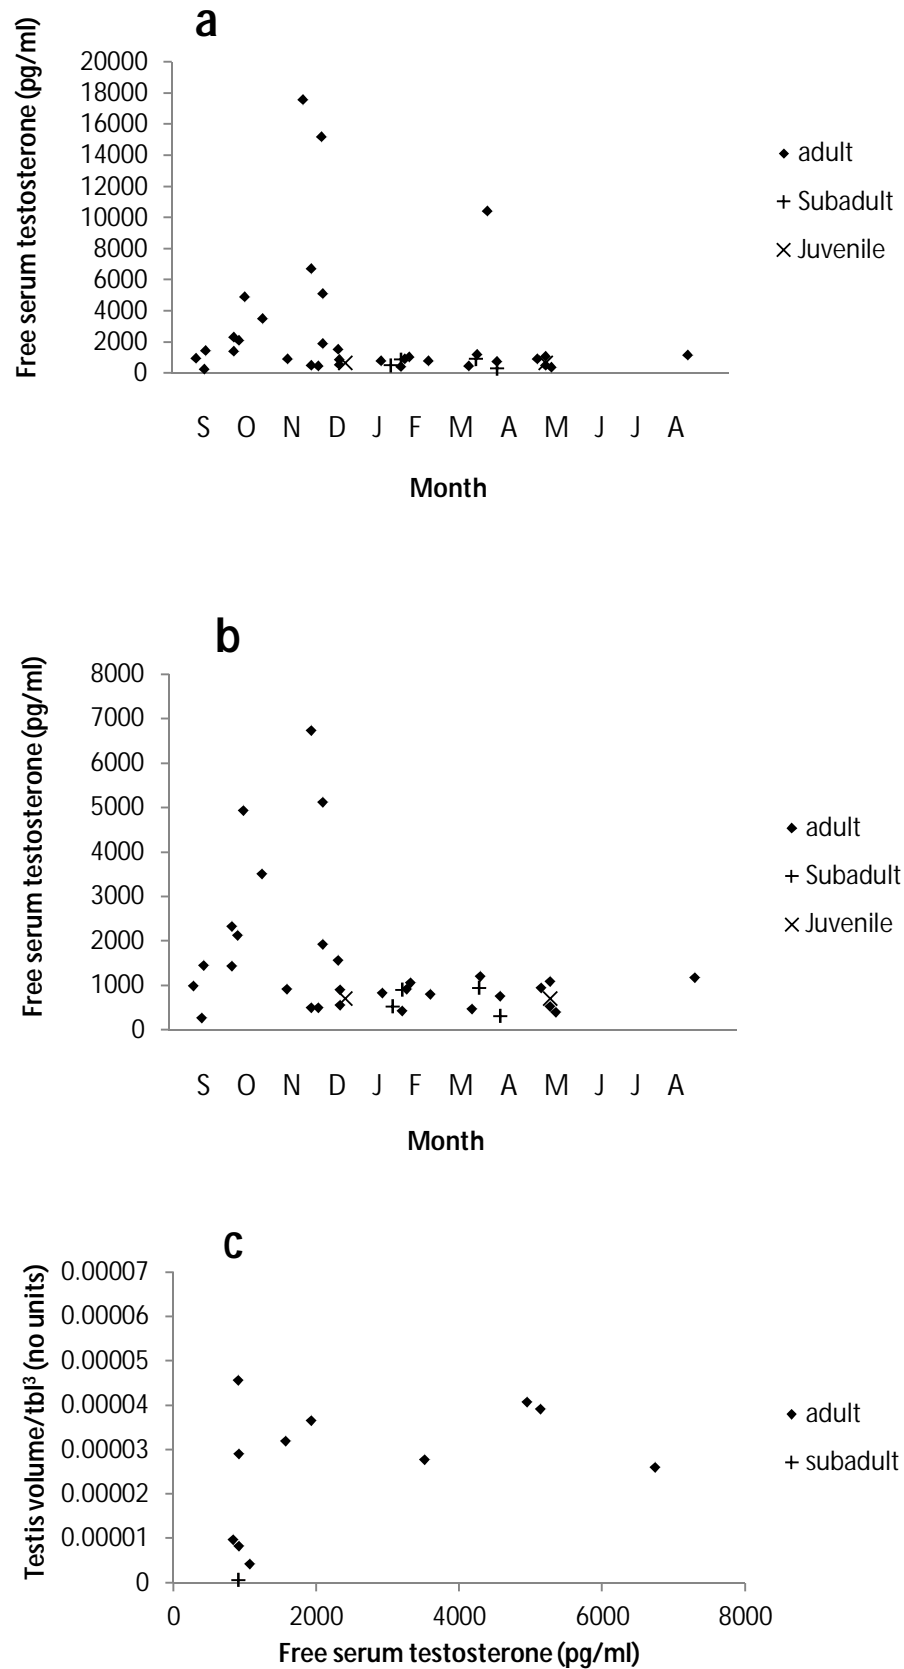 a
Free serum testosterone (pg/ml)
20000
18000
16000
14000
12000
10000
8000
6000
4000
2000
0
adult
Subadult
Juvenile
S O N D J F M A M J J A
Month
b
Free serum testosterone (pg/ml)
8000
7000
6000
5000
4000
3000
2000
1000
0
adult
Subadult
Juvenile
S O N D J F M A M J J A
Month
c
Testis volume/tbl³ (no units)
0.00007
0.00006
0.00005
0.00004
0.00003
0.00002
0.00001
0
adult
subadult
0 2000 4000 6000 8000
Free serum testosterone (pg/ml)